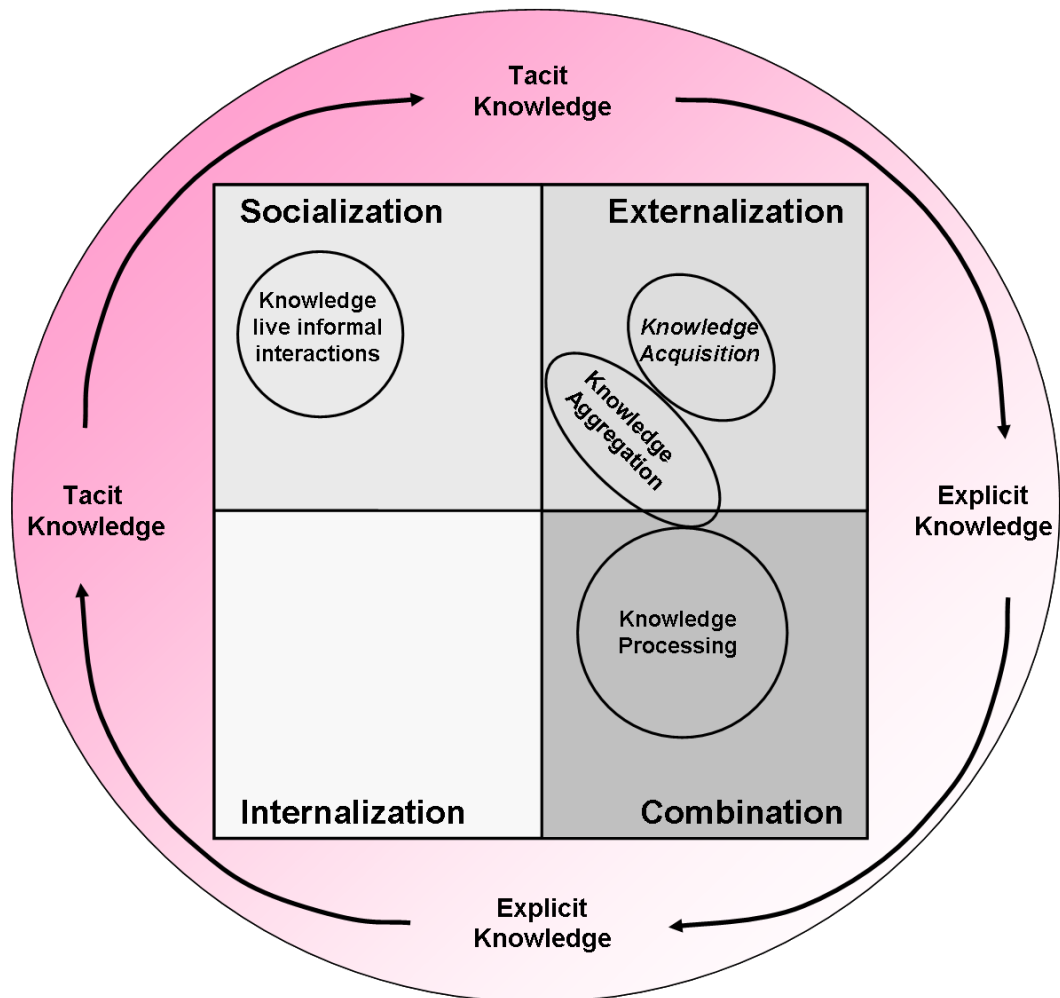 Tacit
Knowledge
Socialization
Externalization
Knowledge
live informal
interactions
Knowledge
Acquisition
Knowledge
Aggregation
Tacit
Knowledge
Explicit
Knowledge
Knowledge
Processing
Internalization
Combination
Explicit
Knowledge